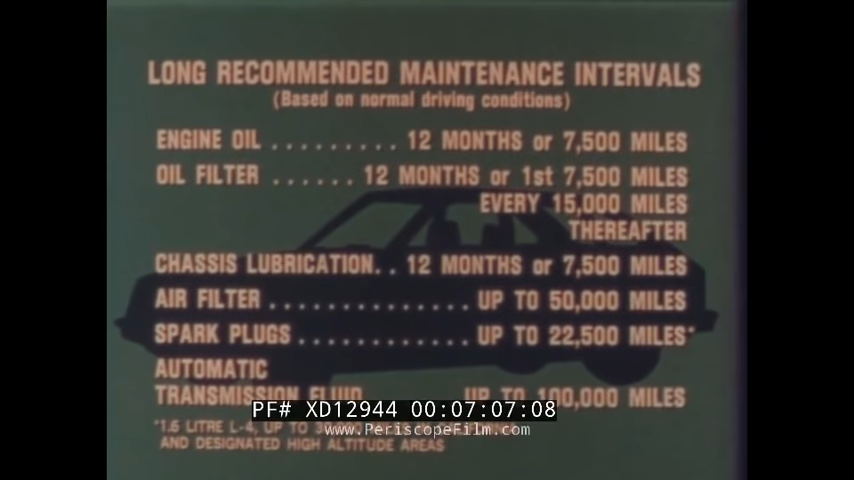 LONG RECOMMENDED MAINTENANCE INTERVALS
(Based on normal driving conditions)
ENGINE OIL ......... 12 MONTHS or 7,500 MILES
OIL FILTER ...... 12 MONTHS or 1st 7,500 MILES
EVERY 15,000 MILES
THEREAFTER
CHASSIS LUBRICATION. . 12 MONTHS or 7,500 MILES
AIR FILTER ............... UP TO 50,000 MILES
SPARK PLUGS ............ UP TO 22,500 MILES*
AUTOMATIC
TRANSMISSION FLUID UP TO 100,000 MILES
PF# XD12944 00:07:07:08
*1.6 LITRE L-4, UP TO
www.PeriscopeFilm.com
AND DESIGNATED HIGH ALTITUDE AREAS